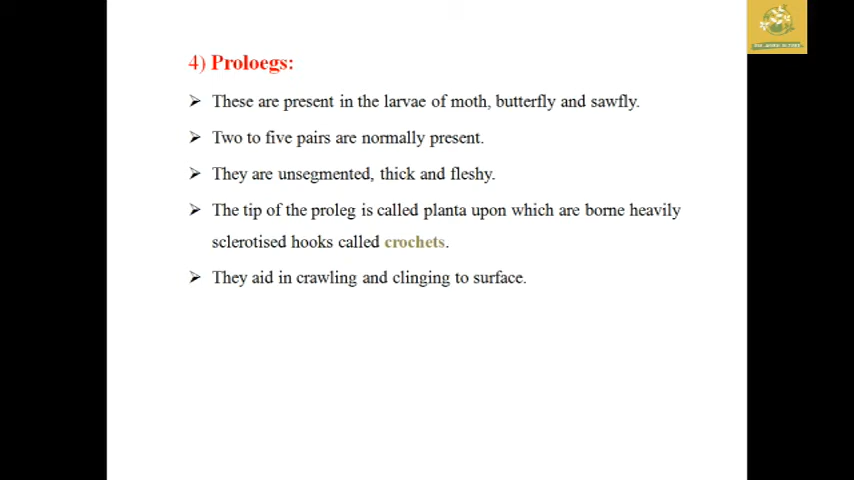 4) Proloegs:
➢ These are present in the larvae of moth, butterfly and sawfly.
➢ Two to five pairs are normally present.
➢ They are unsegmented, thick and fleshy.
➢ The tip of the proleg is called planta upon which are borne heavily
sclerotised hooks called crochets.
➢ They aid in crawling and clinging to surface.